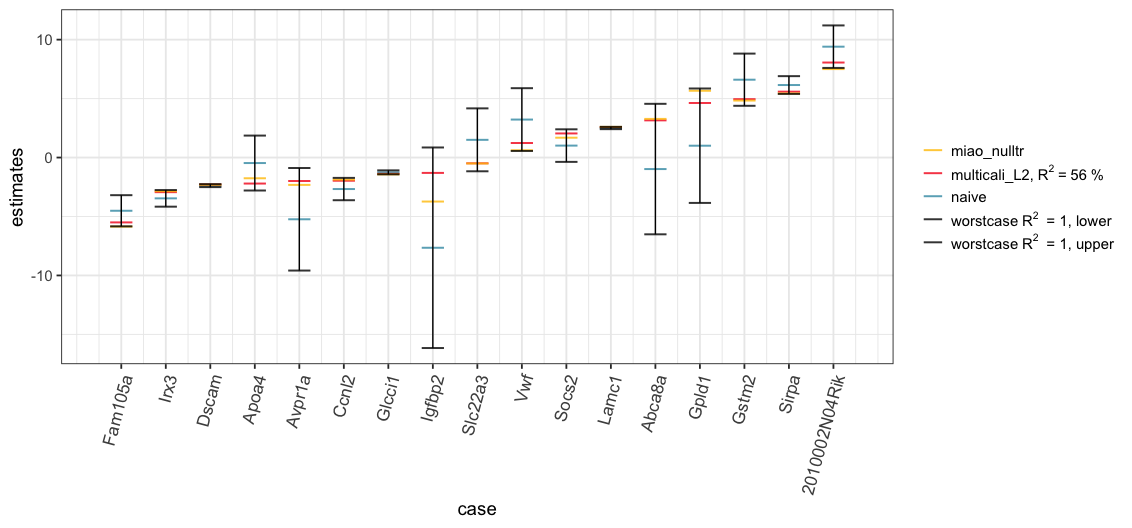 10
0
-10
estimates
Fam105a
Irx3
Dscam
Apoa4
Avpr1a
Ccnl2
Glcci1
Igfbp2
Slc22a3
Vwf
Socs2
Lamc1
Abca8a
Gpld1
Gstm2
Sirpa
2010002N04Rik
case
miao_nulltr
multicali_L2, R² = 56 %
naive
worstcase R² = 1, lower
worstcase R² = 1, upper